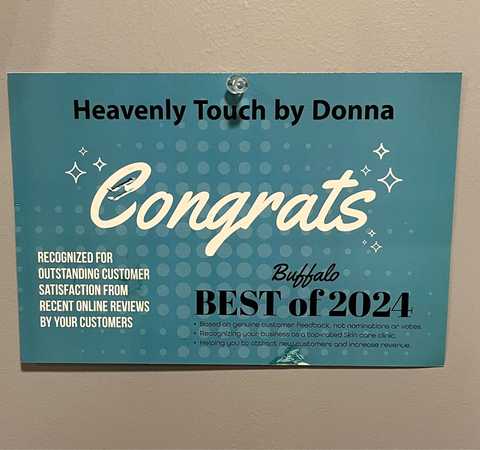 Heavenly Touch by Donna
Congrats
RECOGNIZED FOR
OUTSTANDING CUSTOMER
SATISFACTION FROM
RECENT ONLINE REVIEWS
BY YOUR CUSTOMERS
Buffalo
BEST of 2024
• Based on genuine customer feedback, not nominations or votes.
• Recognizing your business as a top-rated Skin care clinic.
• Helping you to attract new customers and increase revenue.